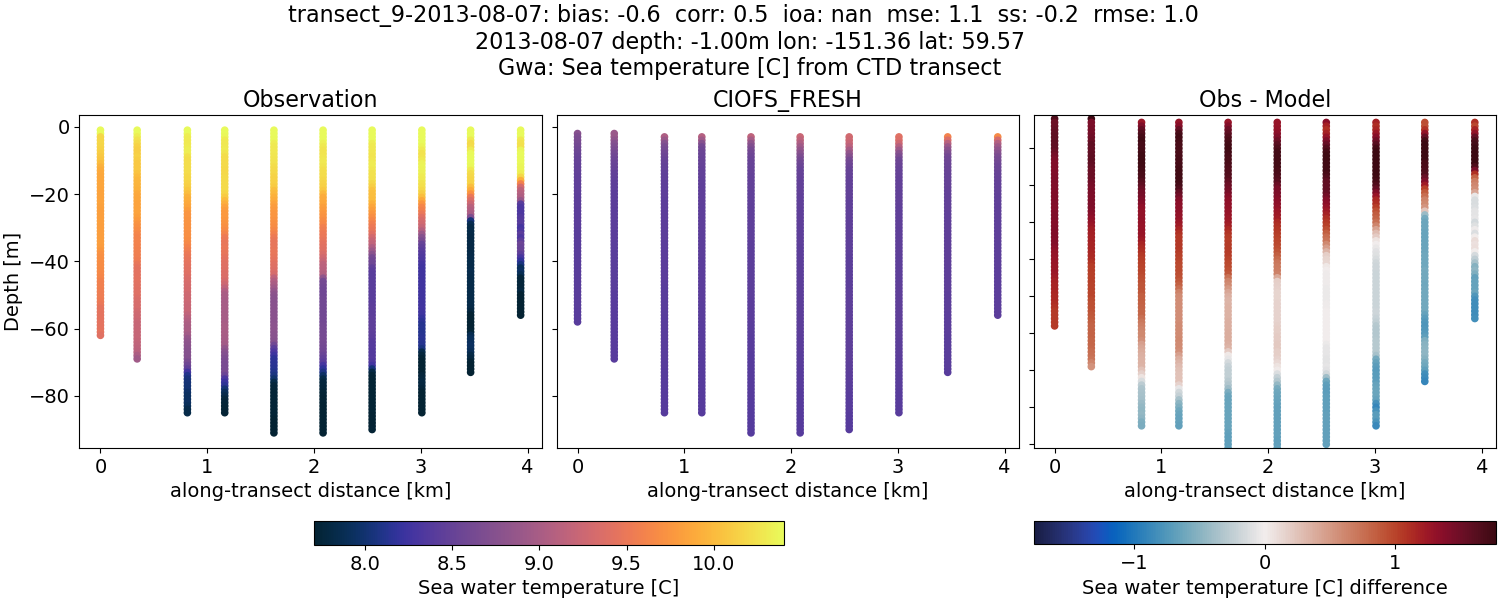 transect_9-2013-08-07: bias: -0.6  corr: 0.5  ioa: nan  mse: 1.1  ss: -0.2  rmse: 1.0
2013-08-07 depth: -1.00m lon: -151.36 lat: 59.57
Gwa: Sea temperature [C] from CTD transect
Observation
CIOFS_FRESH
Obs - Model
0
−20
−40
−60
−80
Depth [m]
0 1 2 3 4
0 1 2 3 4
0 1 2 3 4
along-transect distance [km]
along-transect distance [km]
along-transect distance [km]
8.0 8.5 9.0 9.5 10.0
Sea water temperature [C]
−1 0 1
Sea water temperature [C] difference